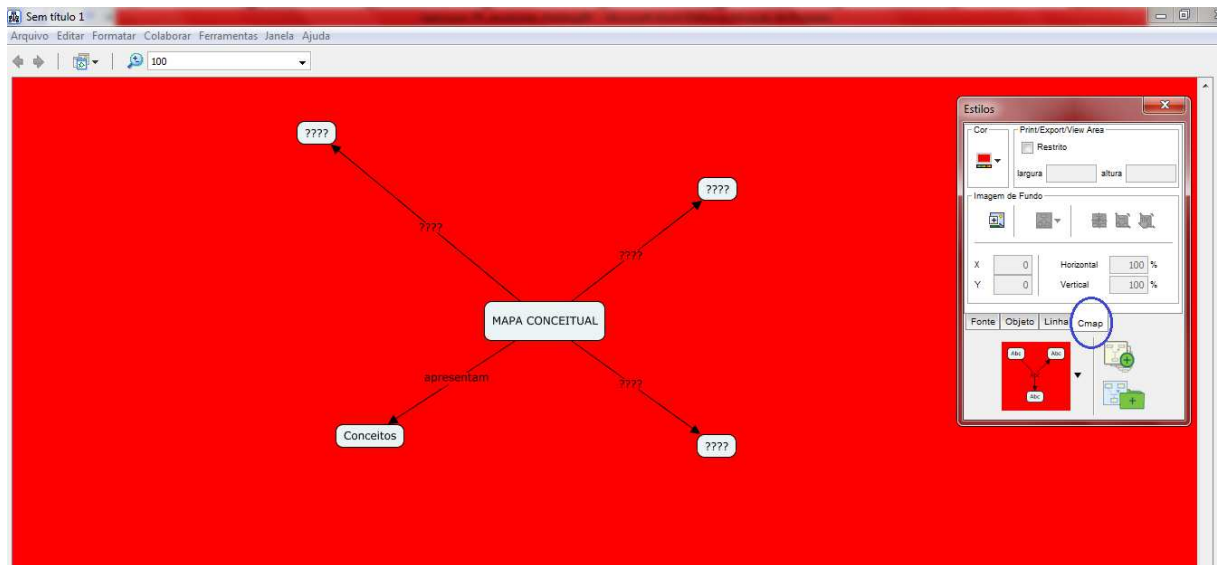 Sem título 1
Arquivo Editar Formatar Colaborar Ferramentas Janela Ajuda
100
????
????
????
????
MAPA CONCEITUAL
apresentam
????
Conceitos
????
Estilos
Cor
Print/Export/View Area
Restrito
largura altura
Imagem de Fundo
X 0 Horizontal 100 %
Y 0 Vertical 100 %
Fonte Objeto Linha Cmap
Abc Abc
Abc